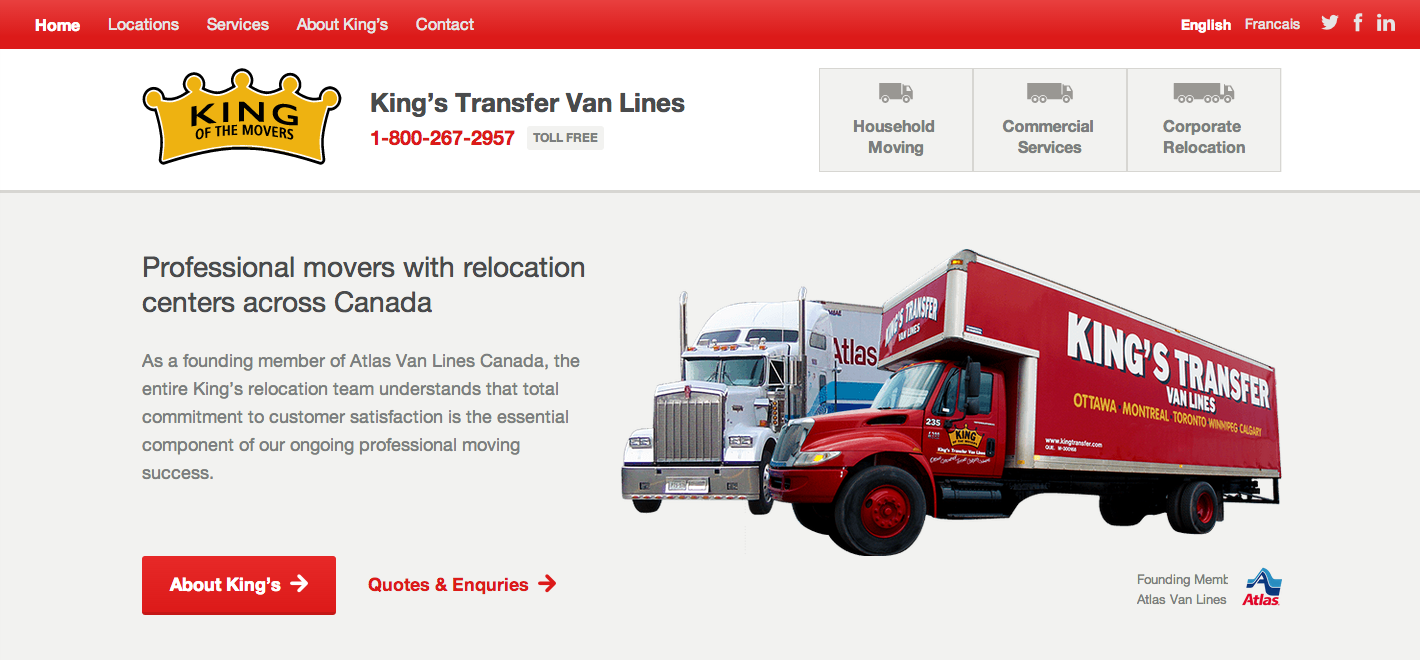 Home Locations Services About King's Contact
English Francais
KING
OF THE MOVERS
King's Transfer Van Lines
1-800-267-2957 TOLL FREE
Household
Moving
Commercial
Services
Corporate
Relocation
Professional movers with relocation
centers across Canada
As a founding member of Atlas Van Lines Canada, the
entire King's relocation team understands that total
commitment to customer satisfaction is the essential
component of our ongoing professional moving
success.
About King's
Quotes & Enquries
Atlas
KING'S TRANSFER
VAN LINES
KING'S TRANSFER
VAN LINES
OTTAWA MONTREAL TORONTO WINNIPEG CALGARY
www.kingtransfer.com
235
KING
King's Transfer Van Lines
Founding Memb
Atlas Van Lines
Atlas